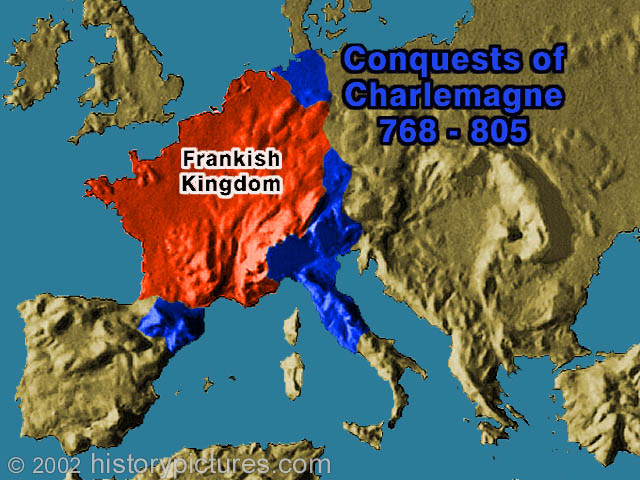 Conquests of
Charlemagne
768 - 805
Frankish
Kingdom
© 2002 historypictures.com